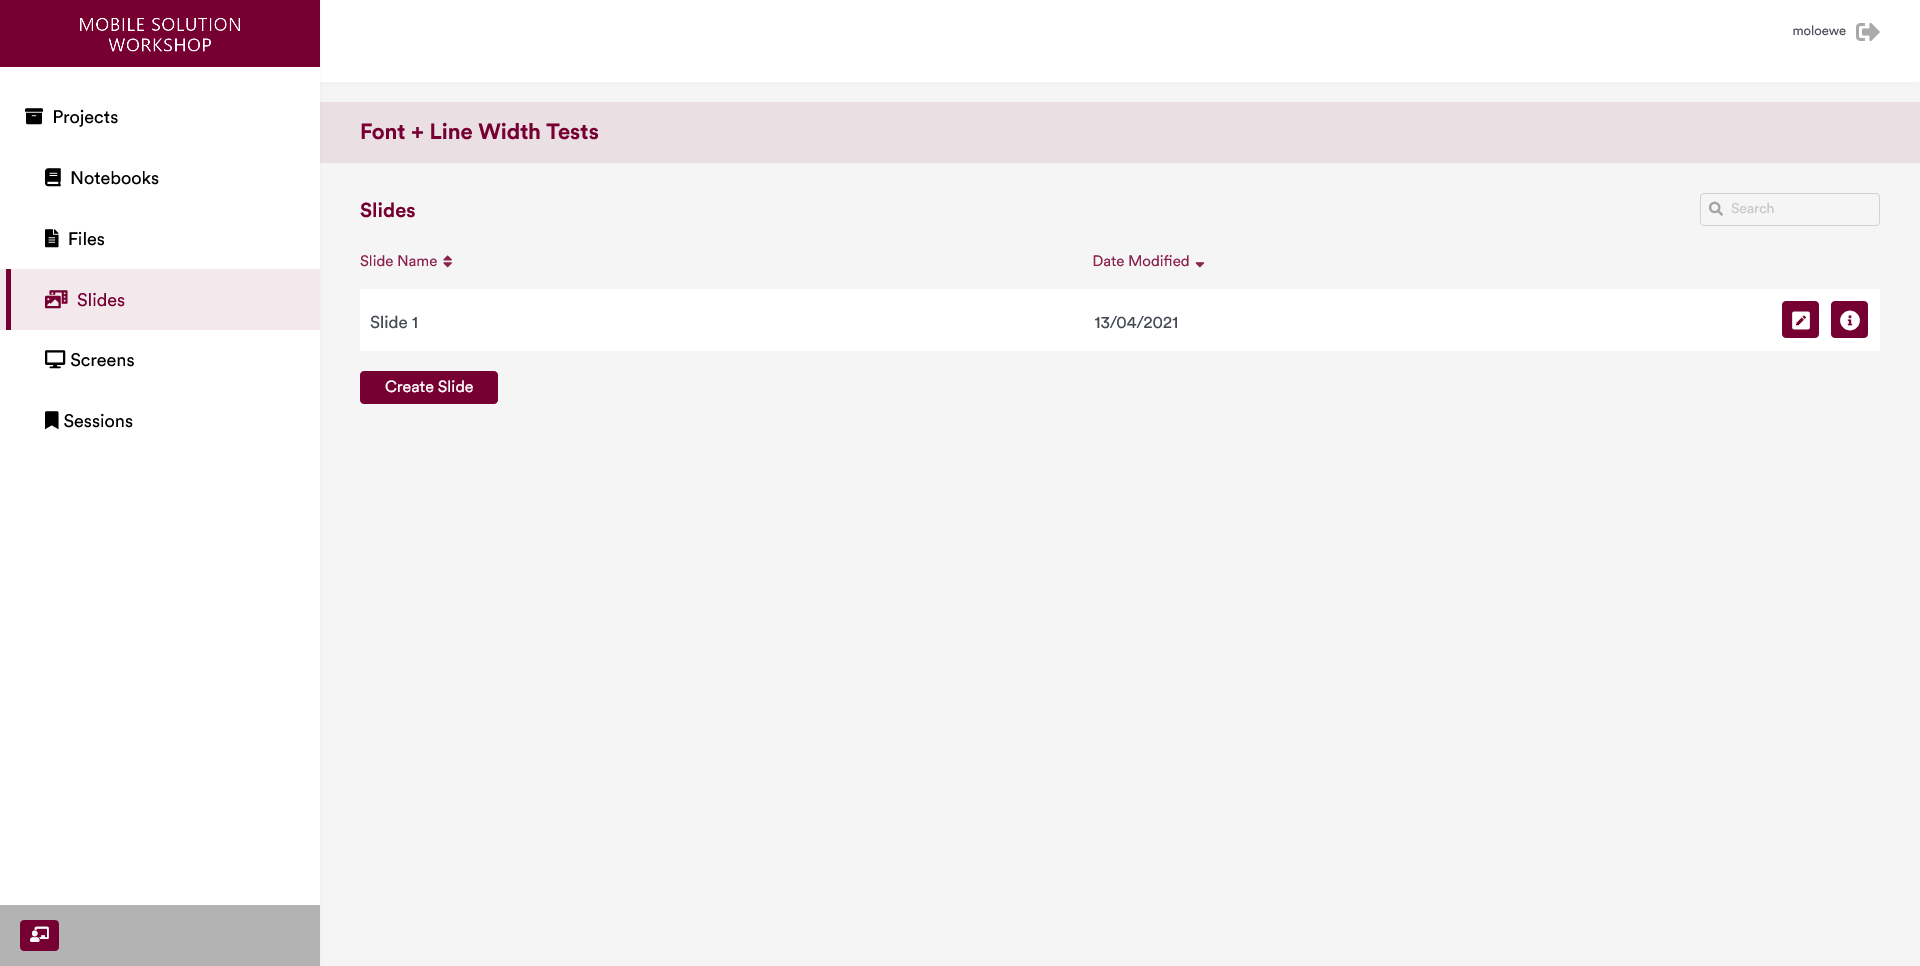 MOBILE SOLUTION
WORKSHOP
moloewe
Projects
Notebooks
Files
Slides
Screens
Sessions
Font + Line Width Tests
Slides
Search
Slide Name
Date Modified
Slide 1
13/04/2021
Create Slide